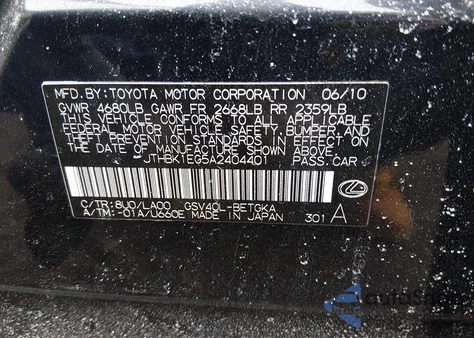 MFD.BY:TOYOTA MOTOR CORPORATION 06/10
GVWR 4680LB GAWR FR 2668LB RR 2359LB
THIS VEHICLE CONFORMS TO ALL APPLICABLE
FEDERAL MOTOR VEHICLE SAFETY, BUMPER, AND
THEFT PREVENTION STANDARDS IN EFFECT ON
THE DATE OF MANUFACTURE SHOWN ABOVE.
JTHBK1EG5A2404401 PASS.CAR
C/TR:8U0/LA00 GSV40L-BETGKA
A/TM:-01A/U660E MADE IN JAPAN 301 A